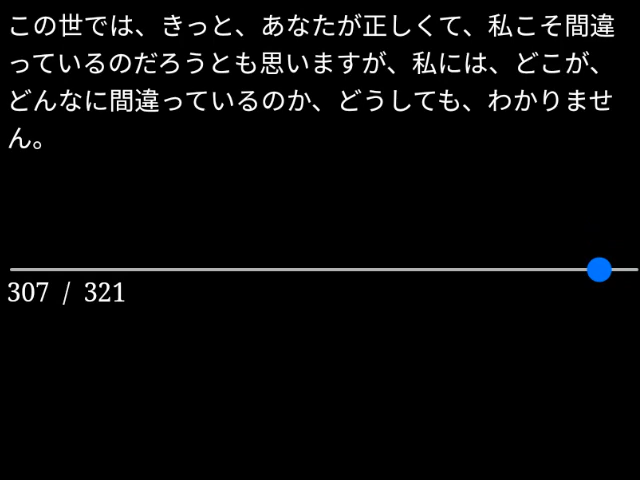 この世では、きっと、あなたが正しくて、私こそ間違
っているのだろうとも思いますが、私には、どこが、
どんなに間違っているのか、どうしても、わかりませ
ん。
307 / 321